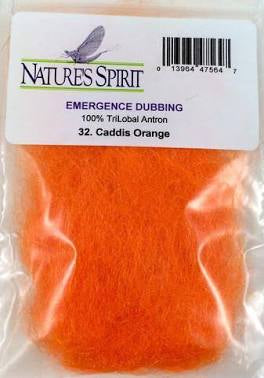 NATURE'S SPIRIT
0 13964 47564 7
EMERGENCE DUBBING
100% TriLobal Antron
32. Caddis Orange